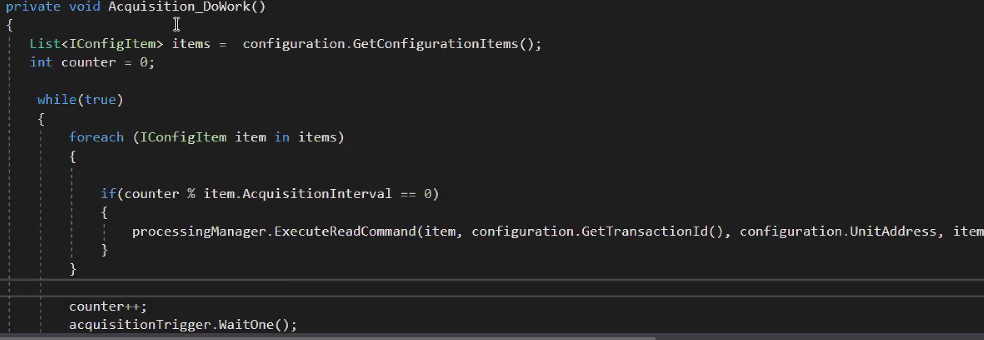 private void Acquisition_DoWork()
{
List<IConfigItem> items =  configuration.GetConfigurationItems();
int counter = 0;
while(true)
{
foreach (IConfigItem item in items)
{
if(counter % item.AcquisitionInterval == 0)
{
processingManager.ExecuteReadCommand(item, configuration.GetTransactionId(), configuration.UnitAddress, item
}
}
counter++;
acquisitionTrigger.WaitOne();